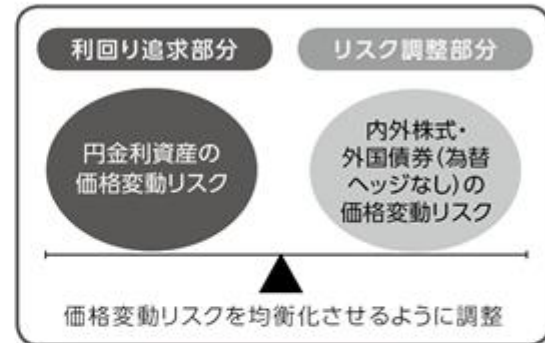 利回り追求部分
リスク調整部分
円金利資産の
価格変動リスク
内外株式・
外国債券(為替
ヘッジなし)の
価格変動リスク
価格変動リスクを均衡化させるように調整